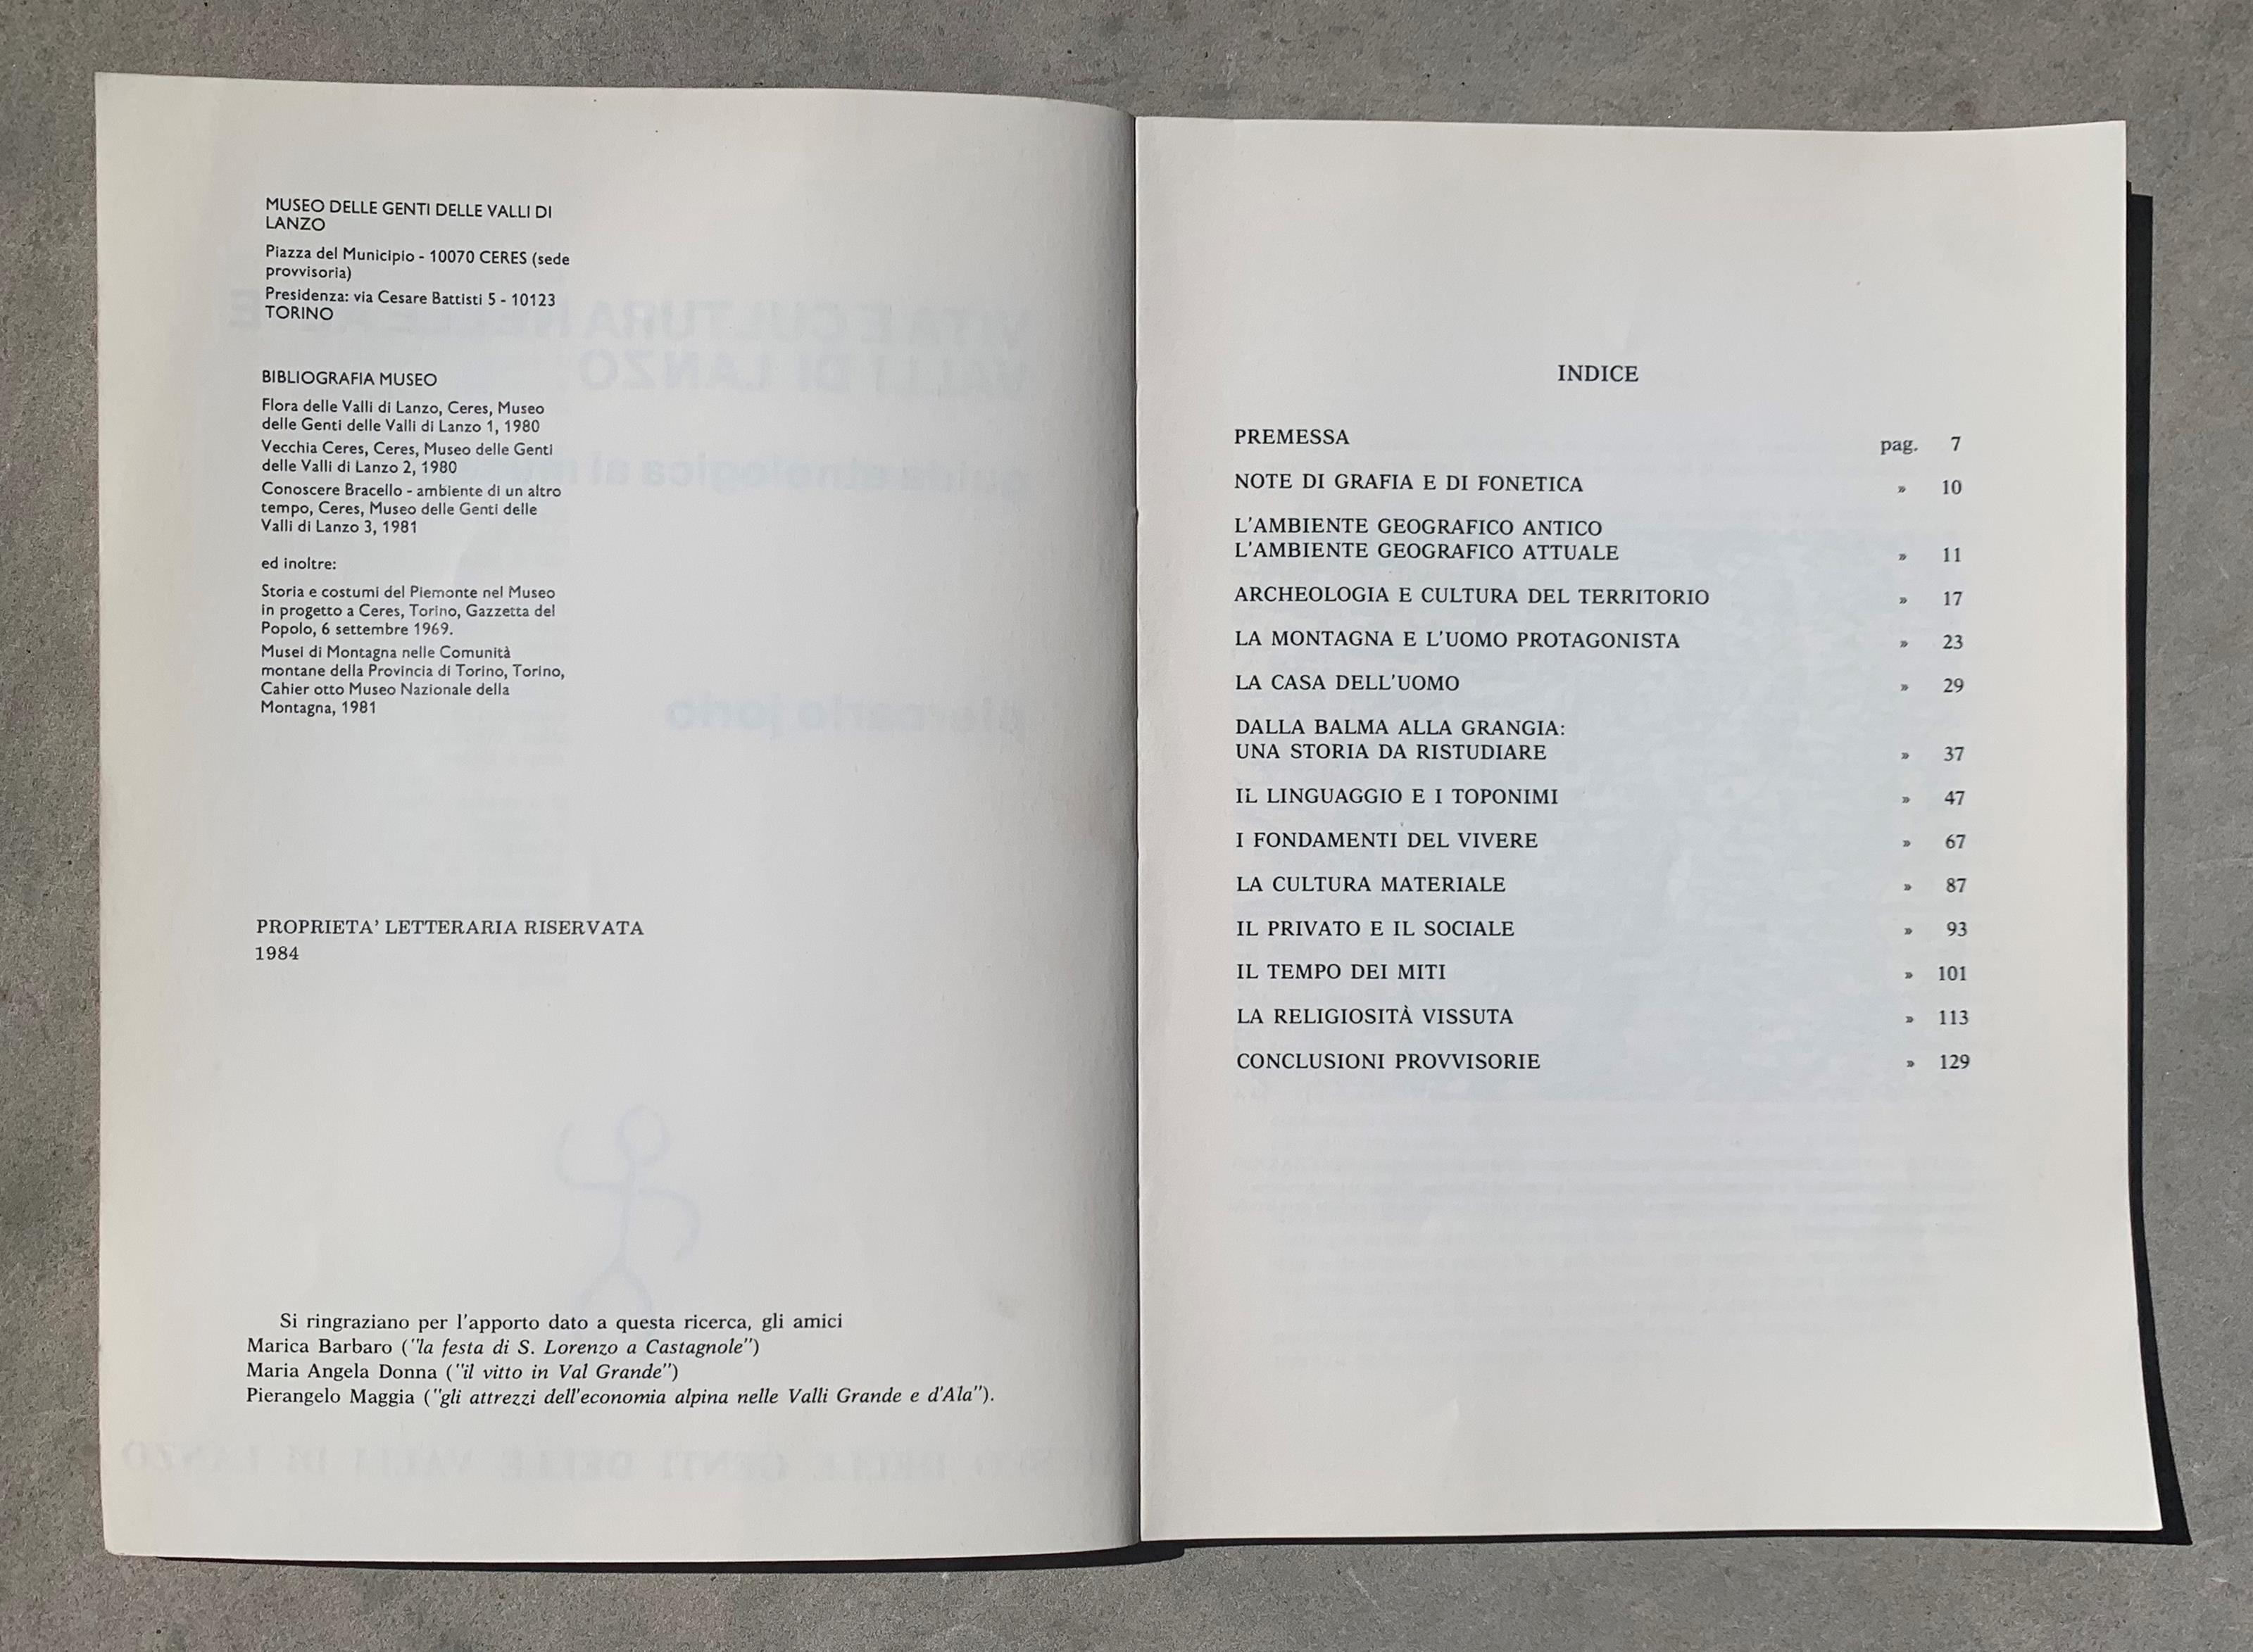 MUSEO DELLE GENTI DELLE VALLI DI
LANZO
Piazza del Municipio - 10070 CERES (sede
provvisoria)
Presidenza: via Cesare Battisti 5 - 10123
TORINO
BIBLIOGRAFIA MUSEO
Flora delle Valli di Lanzo, Ceres, Museo
delle Genti delle Valli di Lanzo 1, 1980
Vecchia Ceres, Ceres, Museo delle Genti
delle Valli di Lanzo 2, 1980
Conoscere Bracello - ambiente di un altro
tempo, Ceres, Museo delle Genti delle
Valli di Lanzo 3, 1981
ed inoltre:
Storia e costumi del Piemonte nel Museo
in progetto a Ceres, Torino, Gazzetta del
Popolo, 6 settembre 1969.
Musei di Montagna nelle Comunità
montane della Provincia di Torino, Torino,
Cahier otto Museo Nazionale della
Montagna, 1981
PROPRIETA' LETTERARIA RISERVATA
1984
Si ringraziano per l'apporto dato a questa ricerca, gli amici
Marica Barbaro ("la festa di S. Lorenzo a Castagnole")
Maria Angela Donna ("il vitto in Val Grande")
Pierangelo Maggia ("gli attrezzi dell'economia alpina nelle Valli Grande e d'Ala").
INDICE
PREMESSA pag. 7
NOTE DI GRAFIA E DI FONETICA » 10
L'AMBIENTE GEOGRAFICO ANTICO
L'AMBIENTE GEOGRAFICO ATTUALE » 11
ARCHEOLOGIA E CULTURA DEL TERRITORIO » 17
LA MONTAGNA E L'UOMO PROTAGONISTA » 23
LA CASA DELL'UOMO » 29
DALLA BALMA ALLA GRANGIA:
UNA STORIA DA RISTUDIARE » 37
IL LINGUAGGIO E I TOPONIMI » 47
I FONDAMENTI DEL VIVERE » 67
LA CULTURA MATERIALE » 87
IL PRIVATO E IL SOCIALE » 93
IL TEMPO DEI MITI » 101
LA RELIGIOSITÀ VISSUTA » 113
CONCLUSIONI PROVVISORIE » 129